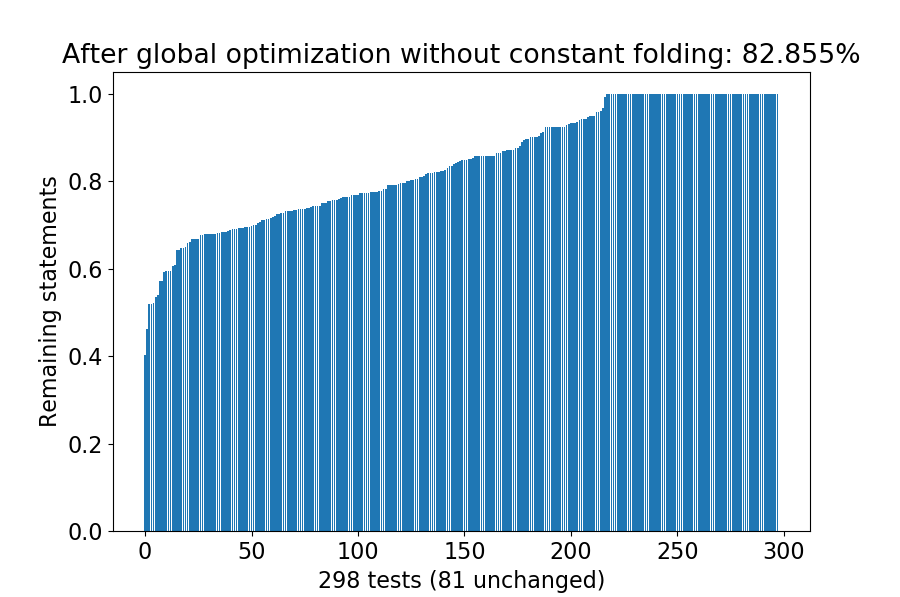 After global optimization without constant folding: 82.855%
1.0
0.8
0.6
0.4
0.2
0.0
Remaining statements
0 50 100 150 200 250 300
298 tests (81 unchanged)